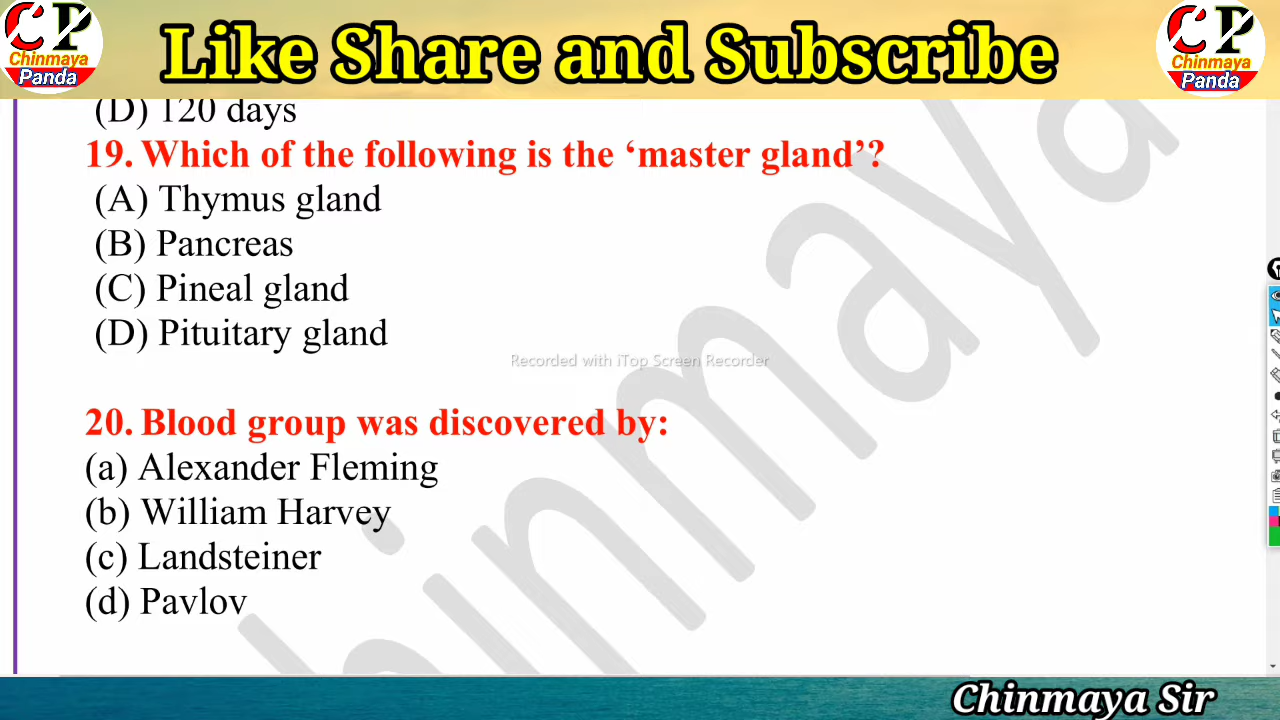 CP
Chinmaya
Panda
Like Share and Subscribe
CP
Chinmaya
Panda
(D) 120 days
19. Which of the following is the ‘master gland’?
(A) Thymus gland
(B) Pancreas
(C) Pineal gland
(D) Pituitary gland
Recorded with iTop Screen Recorder
20. Blood group was discovered by:
(a) Alexander Fleming
(b) William Harvey
(c) Landsteiner
(d) Pavlov
hinmaya
Chinmaya Sir